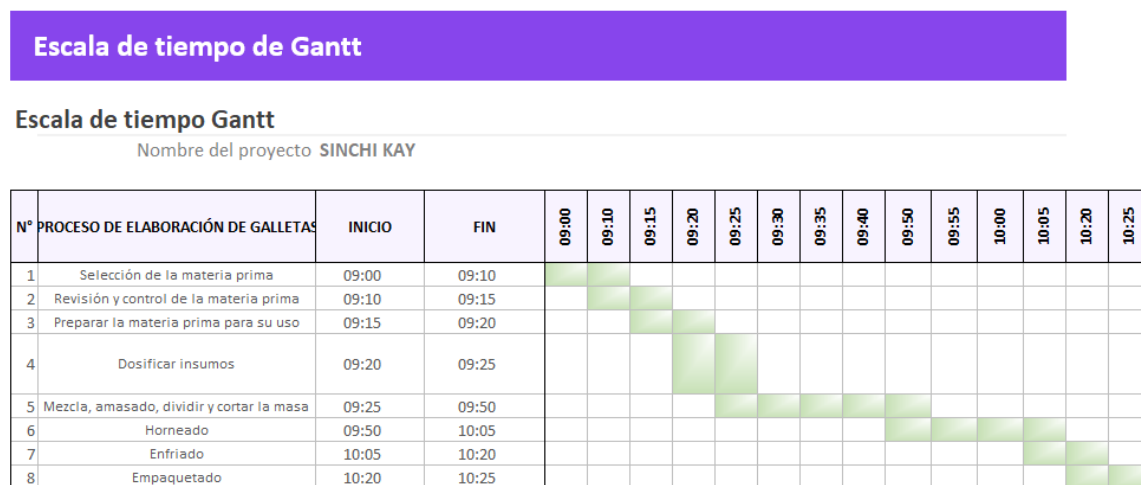 Escala de tiempo de Gantt
Escala de tiempo Gantt
Nombre del proyecto SINCHI KAY
N° PROCESO DE ELABORACIÓN DE GALLETAS INICIO FIN 09:00 09:10 09:15 09:20 09:25 09:30 09:35 09:40 09:50 09:55 10:00 10:05 10:20 10:25
1 Selección de la materia prima 09:00 09:10
2 Revisión y control de la materia prima 09:10 09:15
3 Preparar la materia prima para su uso 09:15 09:20
4 Dosificar insumos 09:20 09:25
5 Mezcla, amasado, dividir y cortar la masa 09:25 09:50
6 Horneado 09:50 10:05
7 Enfriado 10:05 10:20
8 Empaquetado 10:20 10:25